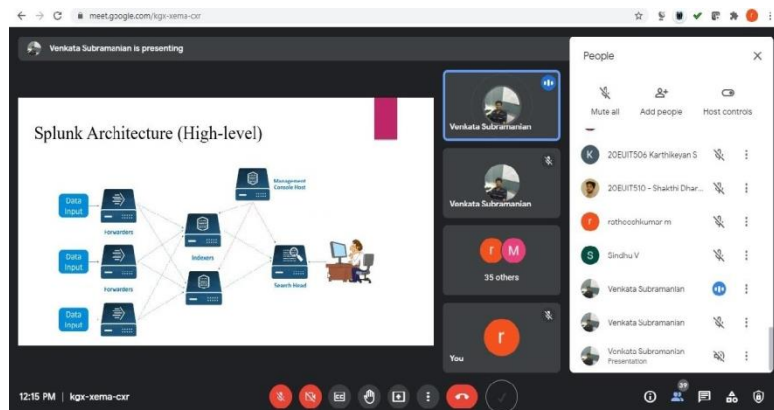 meet.google.com/kgx-xema-cxr
Venkata Subramanian is presenting
Splunk Architecture (High-level)
Management
Console Host
Data
Input
Forwarders
Data
Input
Forwarders
Indexers
Search Head
Data
Input
Venkata Subramanian
Venkata Subramanian
r
M
35 others
r
You
People
Mute all
Add people
Host controls
K
20EUIT506 Karthikeyan S
20EUIT510 - Shakthi Dhar...
r
S
Sindhu V
Venkata Subramanian
Venkata Subramanian
Venkata Subramanian
Presentation
12:15 PM | kgx-xema-cxr
39